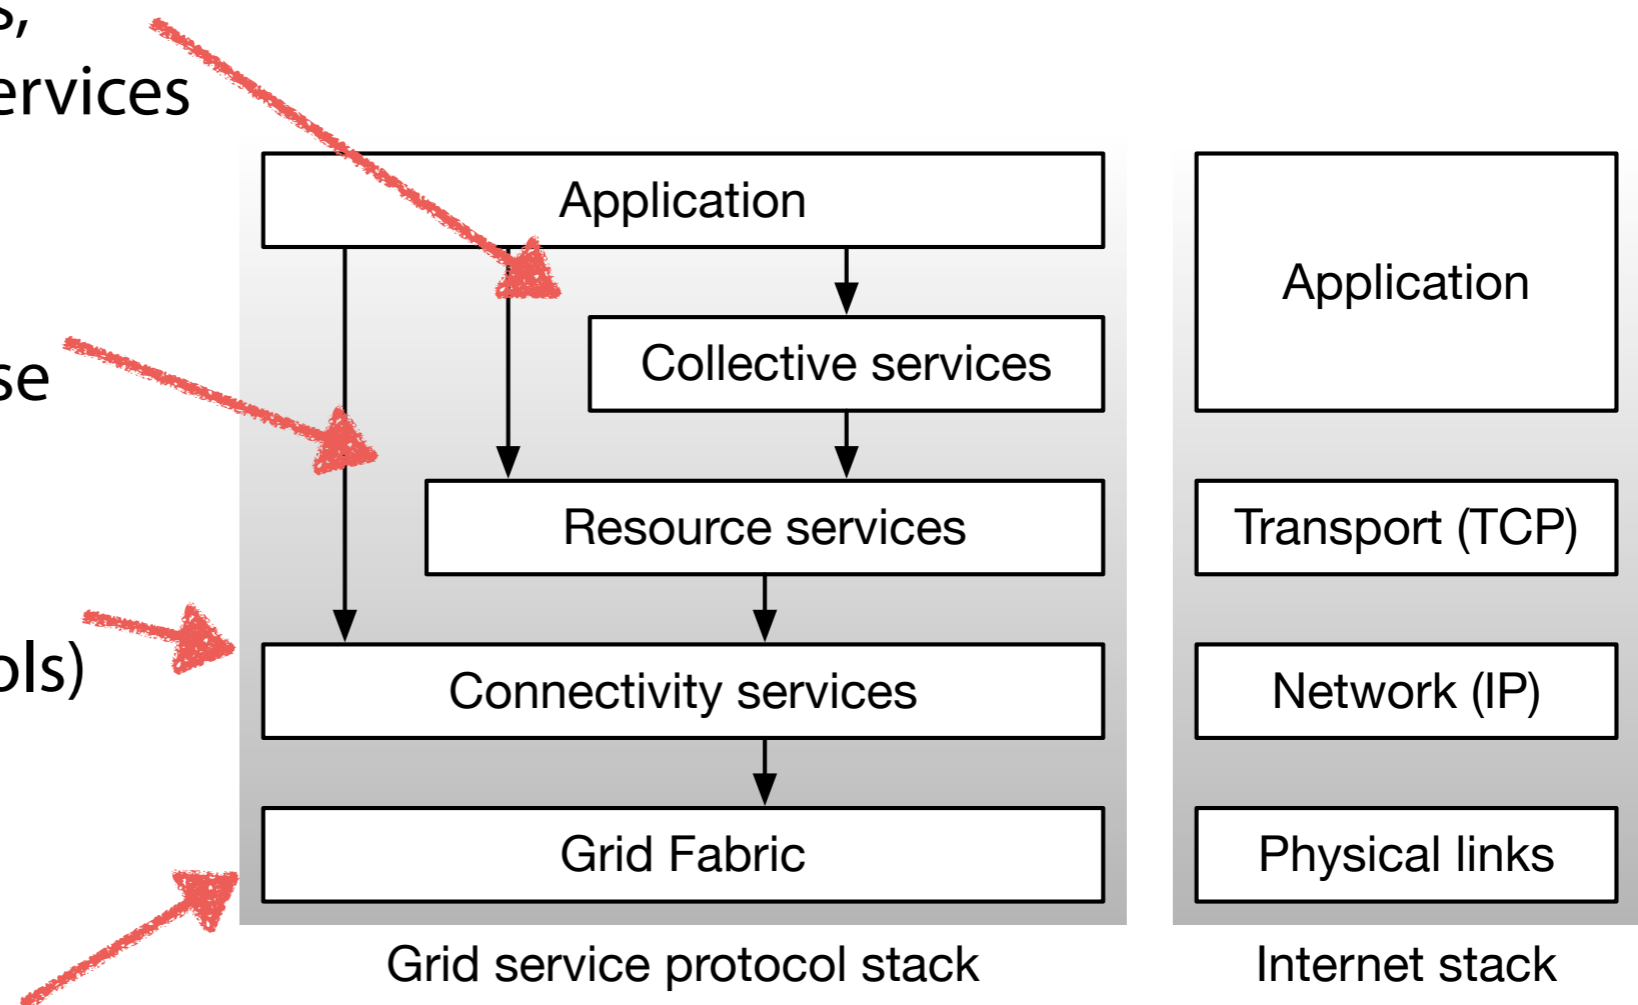 s,
ervices
se
ols)
Application
Collective services
Resource services
Connectivity services
Grid Fabric
Grid service protocol stack
Application
Transport (TCP)
Network (IP)
Physical links
Internet stack